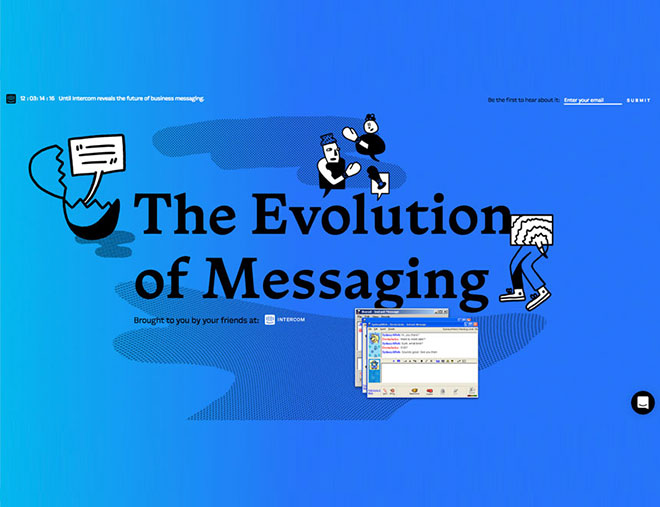 12 : 03 : 14 : 16 Until Intercom reveals the future of business messaging.
Be the first to hear about it: Enter your email SUBMIT
The Evolution
of Messaging
Brought to you by your friends at: INTERCOM